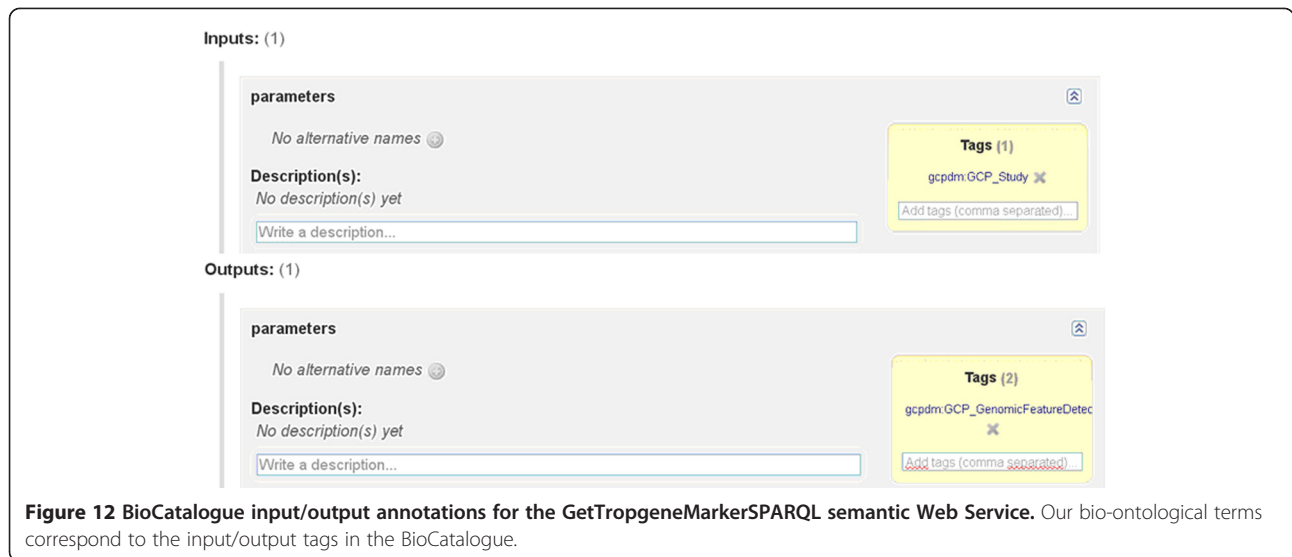 Inputs: (1)
parameters
No alternative names
Tags (1)
Description(s):
gcpdm:GCP_Study
No description(s) yet
Add tags (comma separated)...
Write a description...
Outputs: (1)
parameters
No alternative names
Tags (2)
Description(s):
gcpdm:GCP_GenomicFeatureDetec
No description(s) yet
Write a description...
Add tags (comma separated)...
Figure 12 BioCatalogue input/output annotations for the GetTropgeneMarkerSPARQL semantic Web Service. Our bio-ontological terms
correspond to the input/output tags in the BioCatalogue.